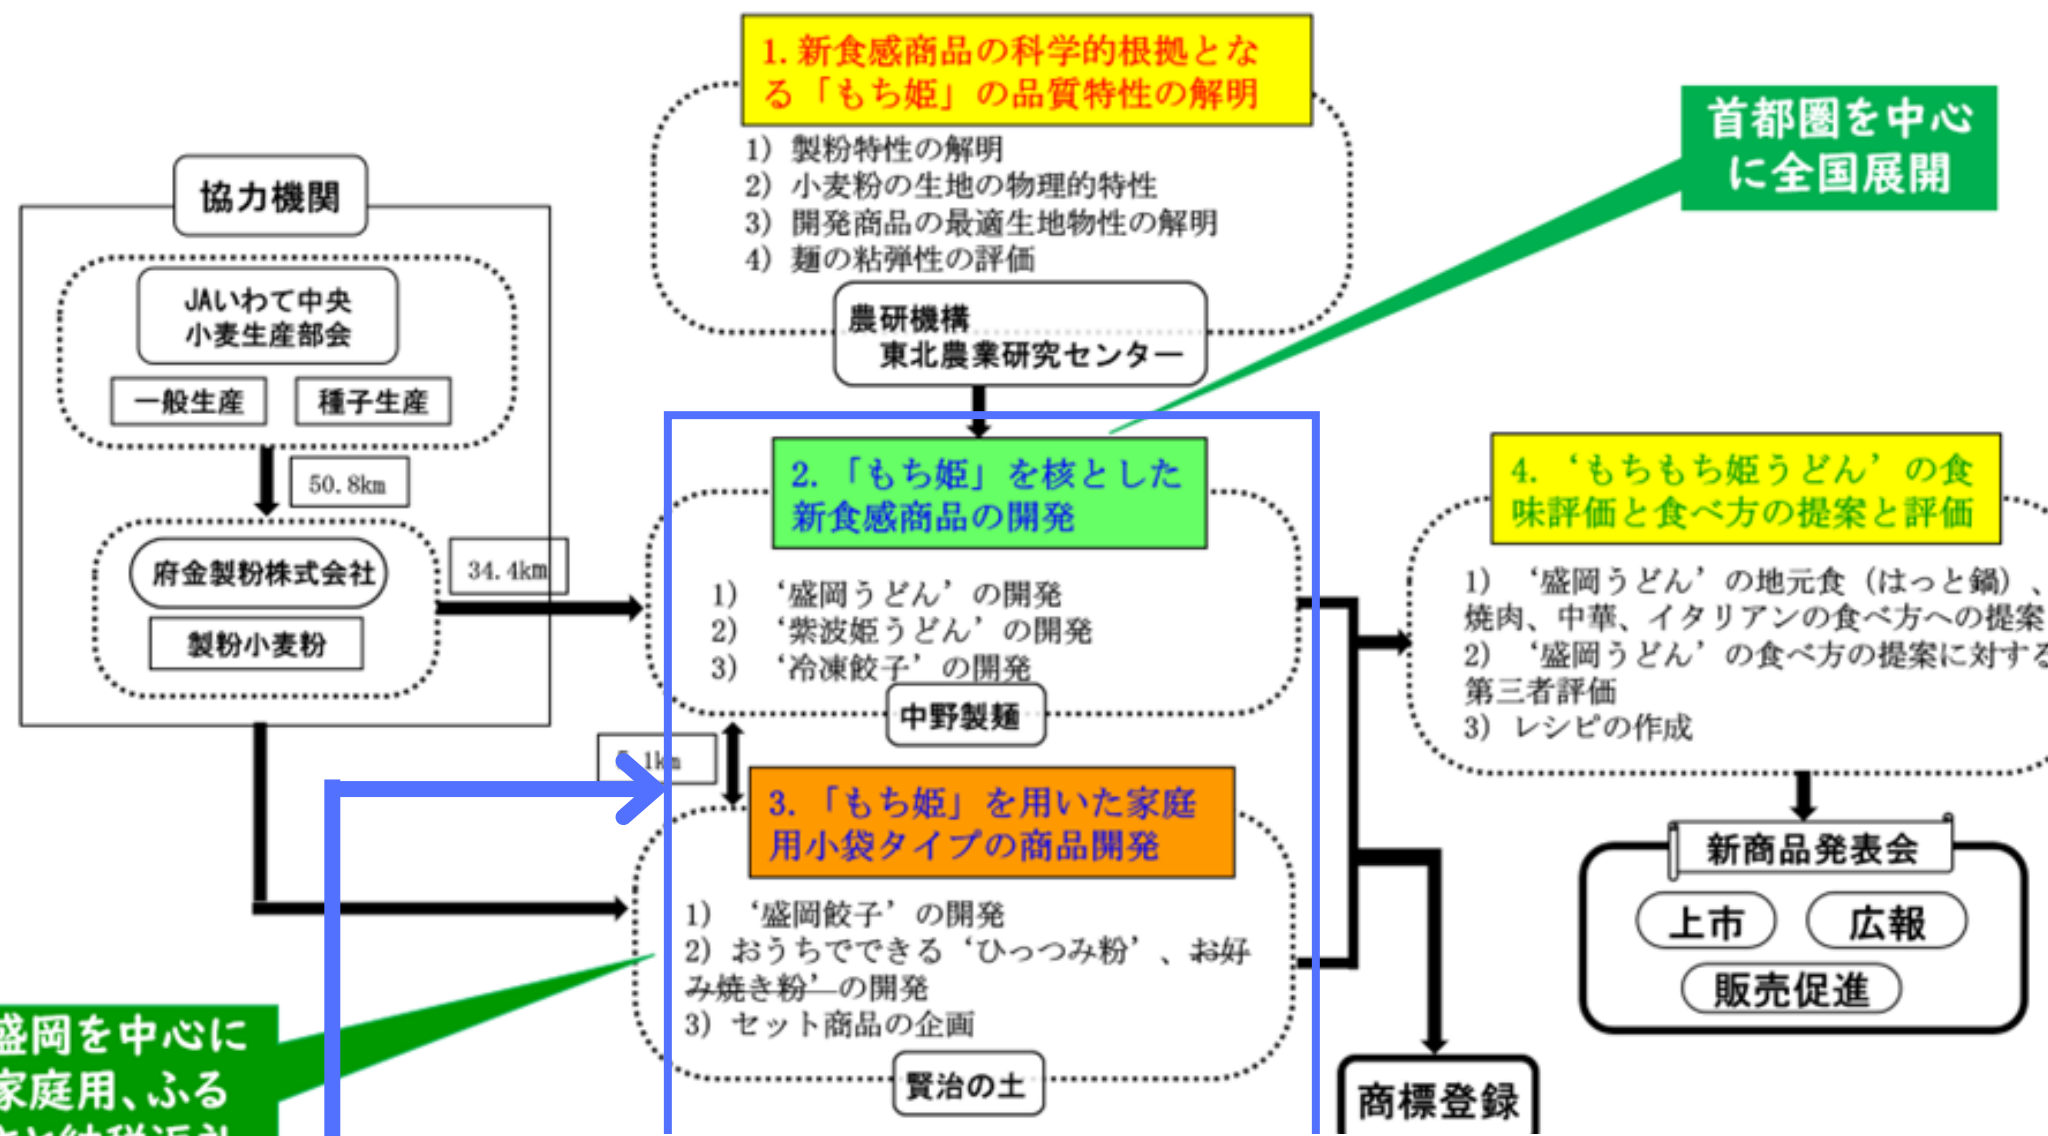 1. 新食感商品の科学的根拠とな
る「もち姫」の品質特性の解明
1) 製粉特性の解明
2) 小麦粉の生地の物理的特性
3) 開発商品の最適生地物性の解明
4) 麺の粘弾性の評価
農研機構
東北農業研究センター
首都圏を中心
に全国展開
協力機関
JAいわて中央
小麦生産部会
一般生産
種子生産
50.8km
府金製粉株式会社
製粉小麦粉
34.4km
2. 「もち姫」を核とした
新食感商品の開発
1) ‘盛岡うどん’の開発
2) ‘紫波姫うどん’の開発
3) ‘冷凍餃子’の開発
中野製麺
1km
3. 「もち姫」を用いた家庭
用小袋タイプの商品開発
1) ‘盛岡餃子’の開発
2) おうちでできる‘ひっつみ粉’、お好
み焼き粉’の開発
3) セット商品の企画
賢治の土
4. ‘もちもち姫うどん’の食
味評価と食べ方の提案と評価
1) ‘盛岡うどん’の地元食（はっと鍋）、
焼肉、中華、イタリアンの食べ方への提案
2) ‘盛岡うどん’の食べ方の提案に対する
第三者評価
3) レシピの作成
新商品発表会
上市
広報
販売促進
商標登録
盛岡を中心に
家庭用、ふる